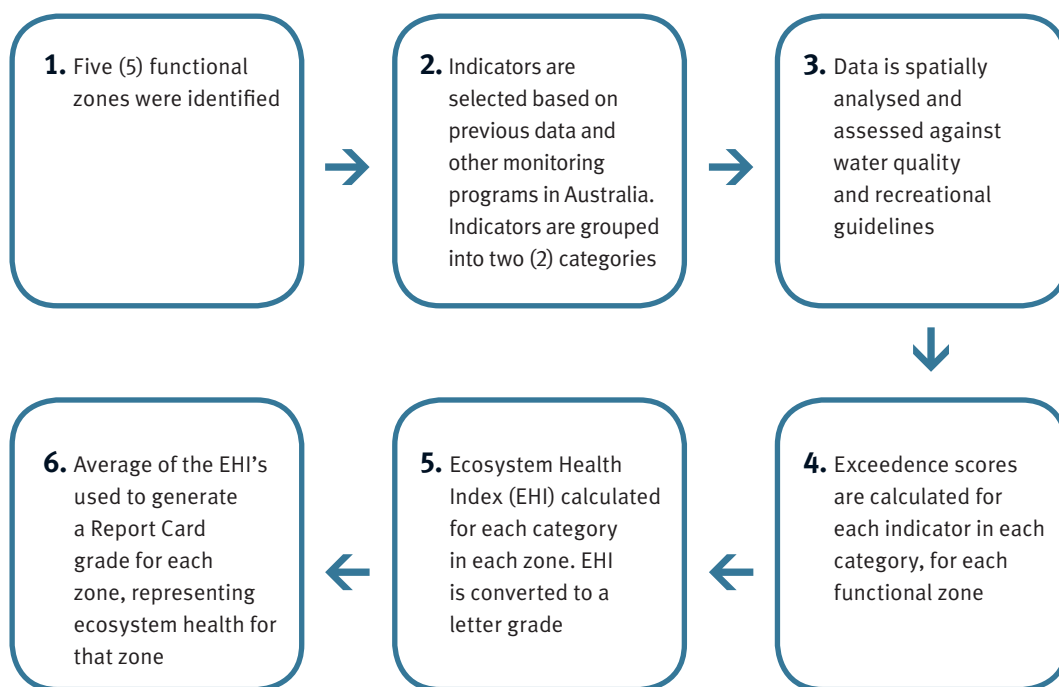 1. Five (5) functional
zones were identified
2. Indicators are
selected based on
previous data and
other monitoring
programs in Australia.
Indicators are grouped
into two (2) categories
3. Data is spatially
analysed and
assessed against
water quality
and recreational
guidelines
4. Exceedence scores
are calculated for
each indicator in each
category, for each
functional zone
5. Ecosystem Health
Index (EHI) calculated
for each category
in each zone. EHI
is converted to a
letter grade
6. Average of the EHI’s
used to generate
a Report Card
grade for each
zone, representing
ecosystem health for
that zone